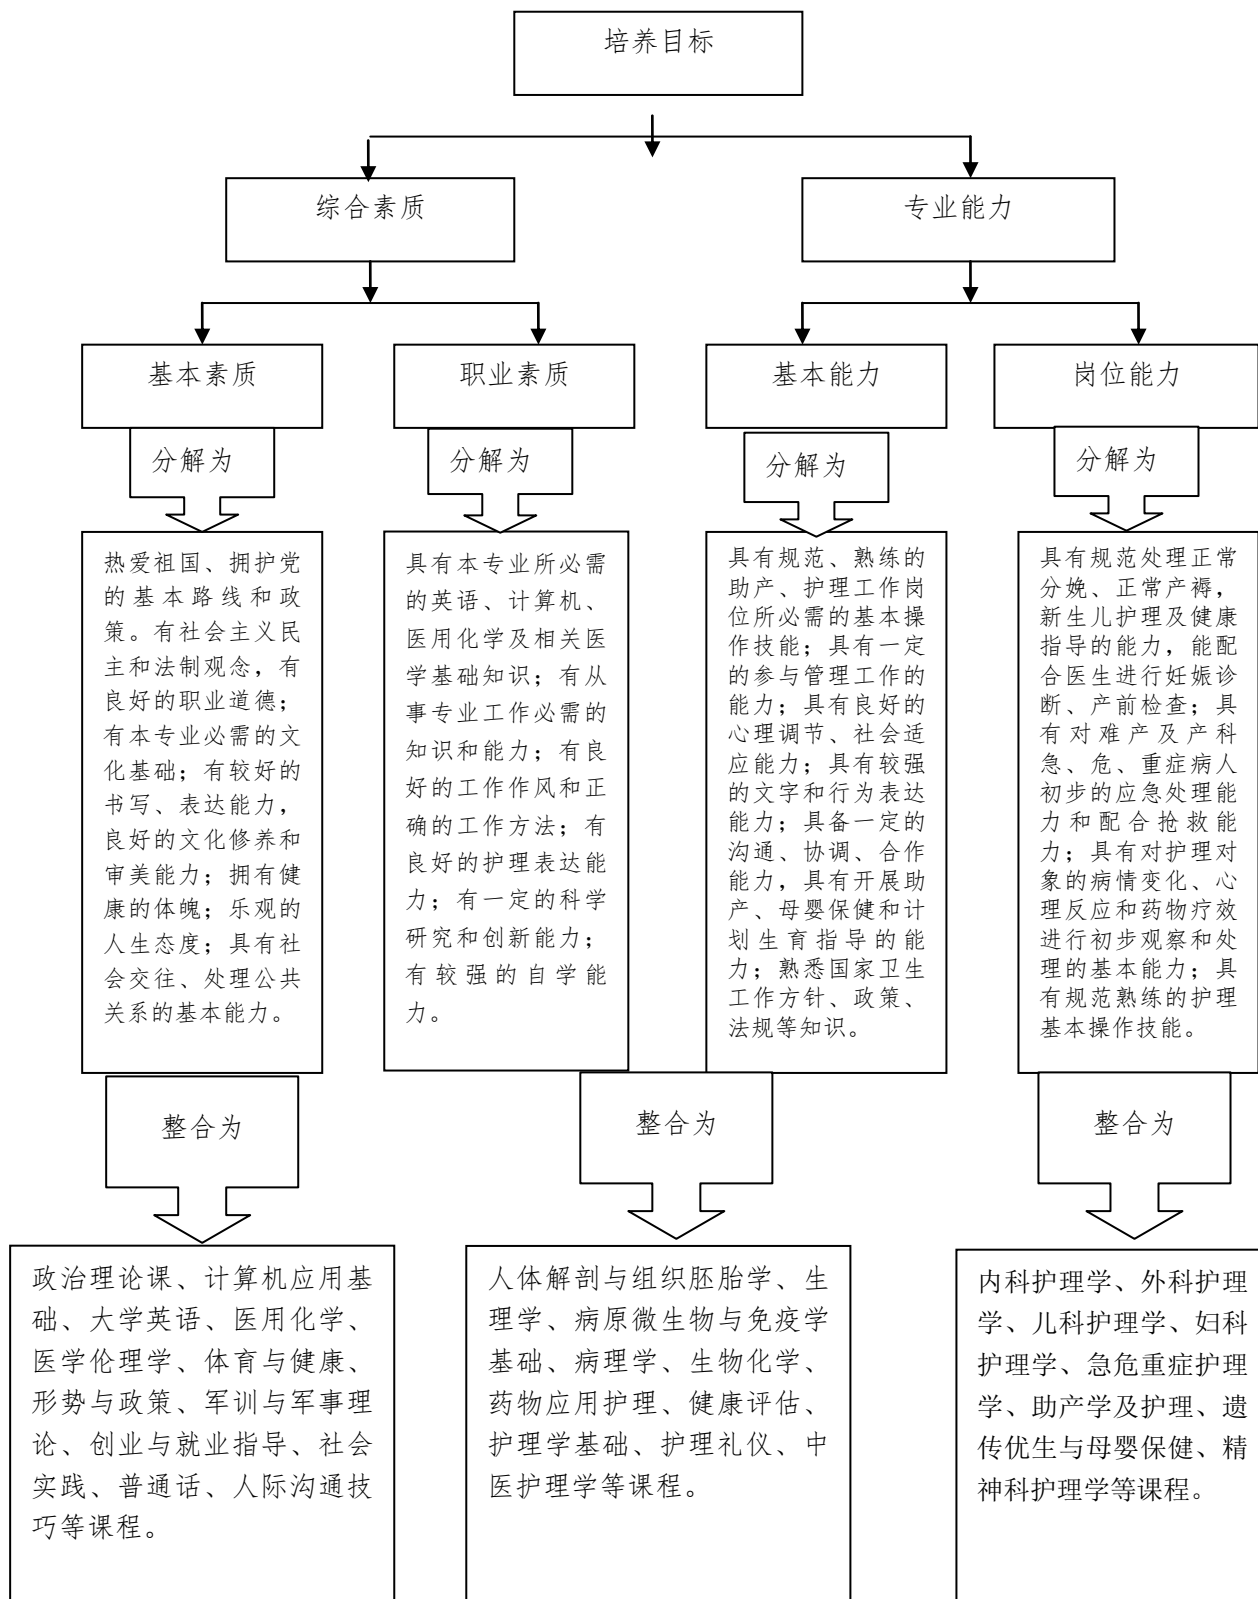 培养目标
综合素质
专业能力
基本素质
职业素质
基本能力
岗位能力
分解为
分解为
分解为
分解为
热爱祖国、拥护党
的基本路线和政
策。有社会主义民
主和法制观念，有
良好的职业道德；
有本专业必需的文
化基础；有较好的
书写、表达能力，
良好的文化修养和
审美能力；拥有健
康的体魄；乐观的
人生态度；具有社
会交往、处理公共
关系的基本能力。
具有本专业所必需
的英语、计算机、
医用化学及相关医
学基础知识；有从
事专业工作必需的
知识和能力；有良
好的工作作风和正
确的工作方法；有
良好的护理表达能
力；有一定的科学
研究和创新能力；
有较强的自学能
力。
具有规范、熟练的
助产、护理工作岗
位所必需的基本操
作技能；具有一定
的参与管理工作的
能力；具有良好的
心理调节、社会适
应能力；具有较强
的文字和行为表达
能力；具备一定的
沟通、协调、合作
能力，具有开展助
产、母婴保健和计
划生育指导的能
力；熟悉国家卫生
工作方针、政策、
法规等知识。
具有规范处理正常
分娩、正常产褥，
新生儿护理及健康
指导的能力，能配
合医生进行妊娠诊
断、产前检查；具
有对难产及产科
急、危、重症病人
初步的应急处理能
力和配合抢救能
力；具有对护理对
象的病情变化、心
理反应和药物疗效
进行初步观察和处
理的基本能力；具
有规范熟练的护理
基本操作技能。
整合为
整合为
整合为
政治理论课、计算机应用基
础、大学英语、医用化学、
医学伦理学、体育与健康、
形势与政策、军训与军事理
论、创业与就业指导、社会
实践、普通话、人际沟通技
巧等课程。
人体解剖与组织胚胎学、生
理学、病原微生物与免疫学
基础、病理学、生物化学、
药物应用护理、健康评估、
护理学基础、护理礼仪、中
医护理学等课程。
内科护理学、外科护理
学、儿科护理学、妇科
护理学、急危重症护理
学、助产学及护理、遗
传优生与母婴保健、精
神科护理学等课程。